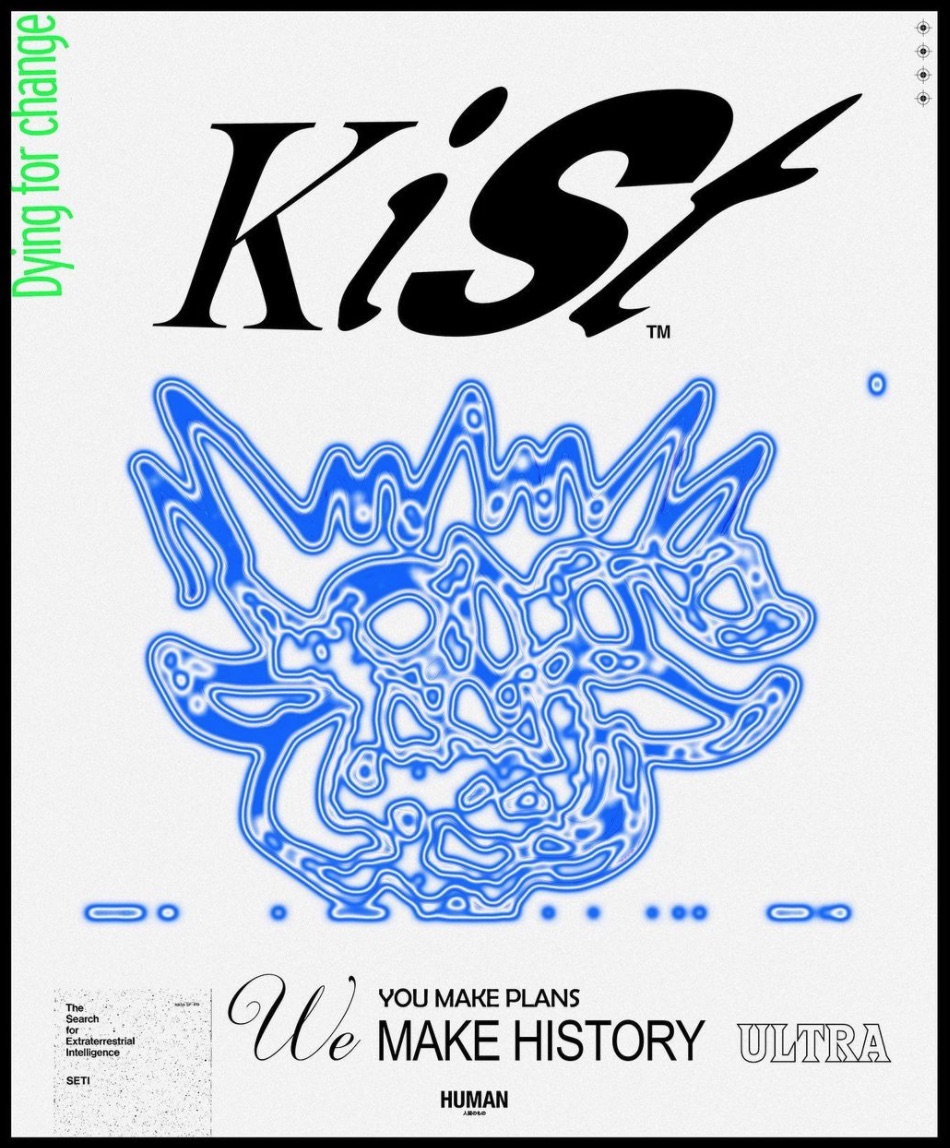 Dying for change
KiSt
TM
The
Search
for
Extraterrestrial
Intelligence
SETI
We
YOU MAKE PLANS
MAKE HISTORY
ULTRA
HUMAN